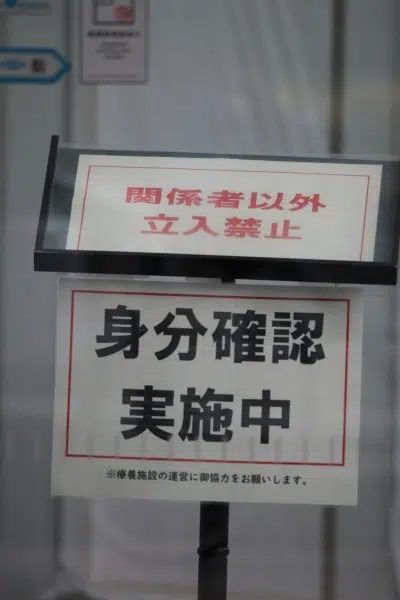 関係者以外
立入禁止
身分確認
実施中
※療養施設の運営に御協力をお願いします。